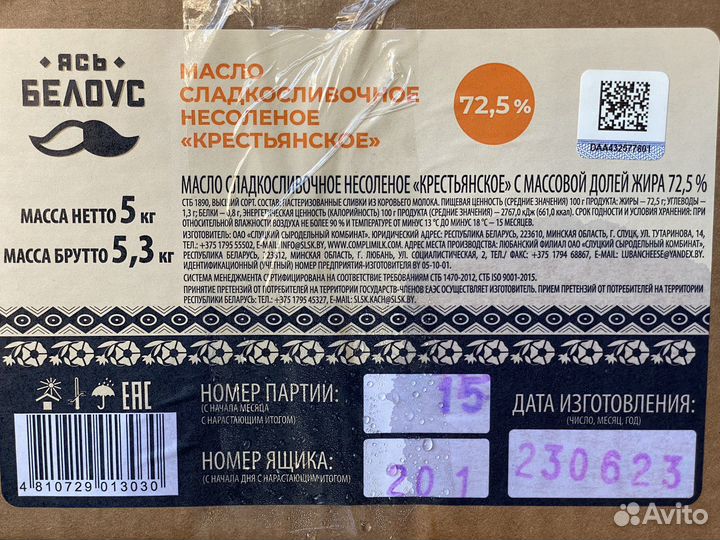 ЯСЬ
БЕЛОУС
МАСЛО
СЛАДКОСЛИВОЧНОЕ
НЕСОЛЕНОЕ
«КРЕСТЬЯНСКОЕ»
72,5 %
DAA432577801
МАССА НЕТТО 5 КГ
МАССА БРУТТО 5,3 КГ
МАСЛО СЛАДКОСЛИВОЧНОЕ НЕСОЛЕНОЕ «КРЕСТЬЯНСКОЕ» С МАССОВОЙ ДОЛЕЙ ЖИРА 72,5 %
СТБ 1890, ВЫСШИЙ СОРТ. СОСТАВ: ПАСТЕРИЗОВАННЫЕ СЛИВКИ ИЗ КОРОВЬЕГО МОЛОКА. ПИЩЕВАЯ ЦЕННОСТЬ (СРЕДНИЕ ЗНАЧЕНИЯ) 100 г ПРОДУКТА: ЖИРЫ – 72,5 г; УГЛЕВОДЫ –
1,3 г; БЕЛКИ – 0,8 г, ЭНЕРГЕТИЧЕСКАЯ ЦЕННОСТЬ (КАЛОРИЙНОСТЬ) 100 г ПРОДУКТА (СРЕДНИЕ ЗНАЧЕНИЯ) – 2767,0 кДж (661,0 ккал). СРОК ГОДНОСТИ И УСЛОВИЯ ХРАНЕНИЯ: ПРИ
ОТНОСИТЕЛЬНОЙ ВЛАЖНОСТИ ВОЗДУХА НЕ БОЛЕЕ 90 % И ТЕМПЕРАТУРЕ ОТ МИНУС 13 °С ДО МИНУС 18 °С – 15 МЕСЯЦЕВ.
ИЗГОТОВИТЕЛЬ: ОАО «СЛУЦКИЙ СЫРОДЕЛЬНЫЙ КОМБИНАТ». ЮРИДИЧЕСКИЙ АДРЕС: РЕСПУБЛИКА БЕЛАРУСЬ, 223610, МИНСКАЯ ОБЛАСТЬ, Г. СЛУЦК, УЛ. ТУТАРИНОВА, 14,
ТЕЛ. +375 1795 55502, E-MAIL: INFO@SLSK.BY, WWW.COMPLIMILK.COM. АДРЕС МЕСТА ПРОИЗВОДСТВА: ЛЮБАНСКИЙ ФИЛИАЛ ОАО «СЛУЦКИЙ СЫРОДЕЛЬНЫЙ КОМБИНАТ»,
РЕСПУБЛИКА БЕЛАРУСЬ, 223812, МИНСКАЯ ОБЛАСТЬ, Г. ЛЮБАНЬ, УЛ. СОЦИАЛИСТИЧЕСКАЯ, 2, ТЕЛ./ ФАКС: +375 1794 68867, E-MAIL: LUBANCHEESE@YANDEX.BY.
ИДЕНТИФИКАЦИОННЫЙ (УЧЕТНЫЙ) НОМЕР ПРЕДПРИЯТИЯ-ИЗГОТОВИТЕЛЯ BY 05-10-01.
СИСТЕМА МЕНЕДЖМЕНТА СЕРТИФИЦИРОВАНА НА СООТВЕТСТВИЕ ТРЕБОВАНИЯМ СТБ 1470-2012, СТБ ISO 9001-2015.
ПРИНЯТИЕ ПРЕТЕНЗИЙ ОТ ПОТРЕБИТЕЛЕЙ НА ТЕРРИТОРИИ ГОСУДАРСТВ-ЧЛЕНОВ ЕАЭС ОСУЩЕСТВЛЯЕТ ИЗГОТОВИТЕЛЬ. ПРИЕМ ПРЕТЕНЗИЙ ОТ ПОТРЕБИТЕЛЕЙ НА ТЕРРИТОРИИ
РЕСПУБЛИКИ БЕЛАРУСЬ: ТЕЛ.: +375 1795 45327, E-MAIL: SLSK.KACH@SLSK.BY.
EAC
НОМЕР ПАРТИИ:
(С НАЧАЛА МЕСЯЦА
С НАРАСТАЮЩИМ ИТОГОМ)
15
НОМЕР ЯЩИКА:
(С НАЧАЛА ДНЯ С НАРАСТАЮЩИМ ИТОГОМ)
201
ДАТА ИЗГОТОВЛЕНИЯ:
(ЧИСЛО, МЕСЯЦ, ГОД)
230623
4 810729 013030
Avito